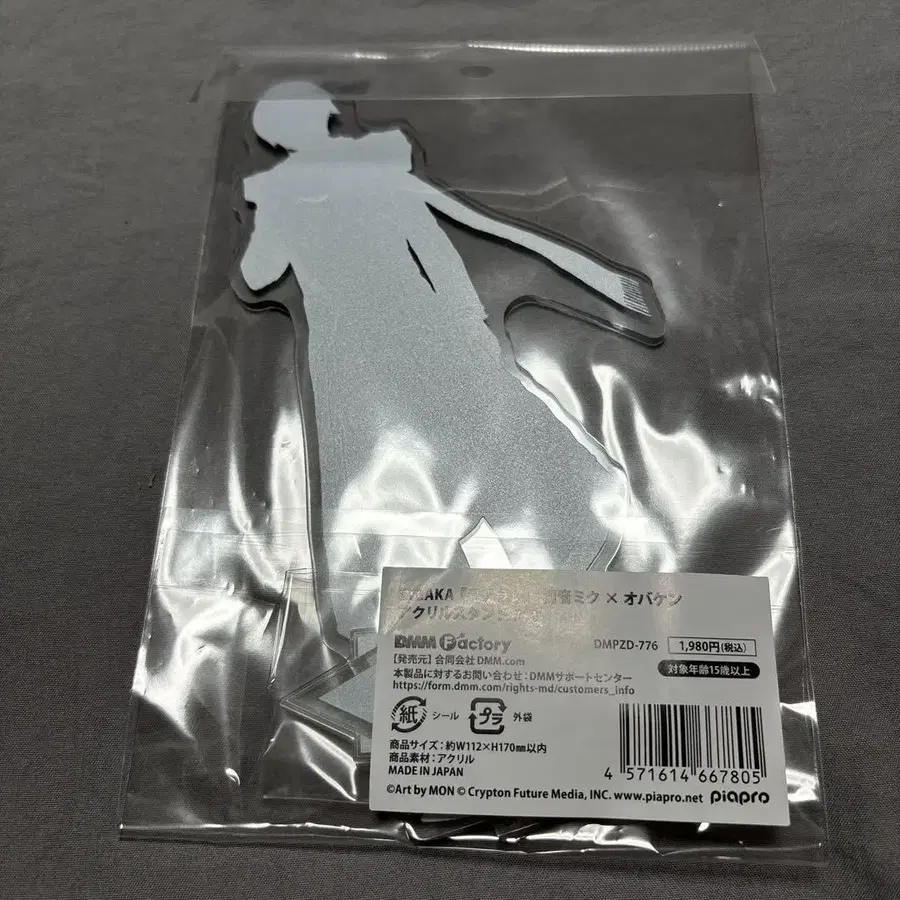 初音ミク × オバケン
アクリルスタンド
DMM Factory
DMPZD-776
1,980円(税込)
【発売元】合同会社DMM.com
対象年齢15歳以上
本製品に対するお問い合わせ：DMMサポートセンター
https://form.dmm.com/rights-md/customers_info
紙 シール プラ 外袋
商品サイズ：約W112×H170mm以内
商品素材：アクリル
MADE IN JAPAN
4 571614 667805
©Art by MON © Crypton Future Media, INC. www.piapro.net piapro